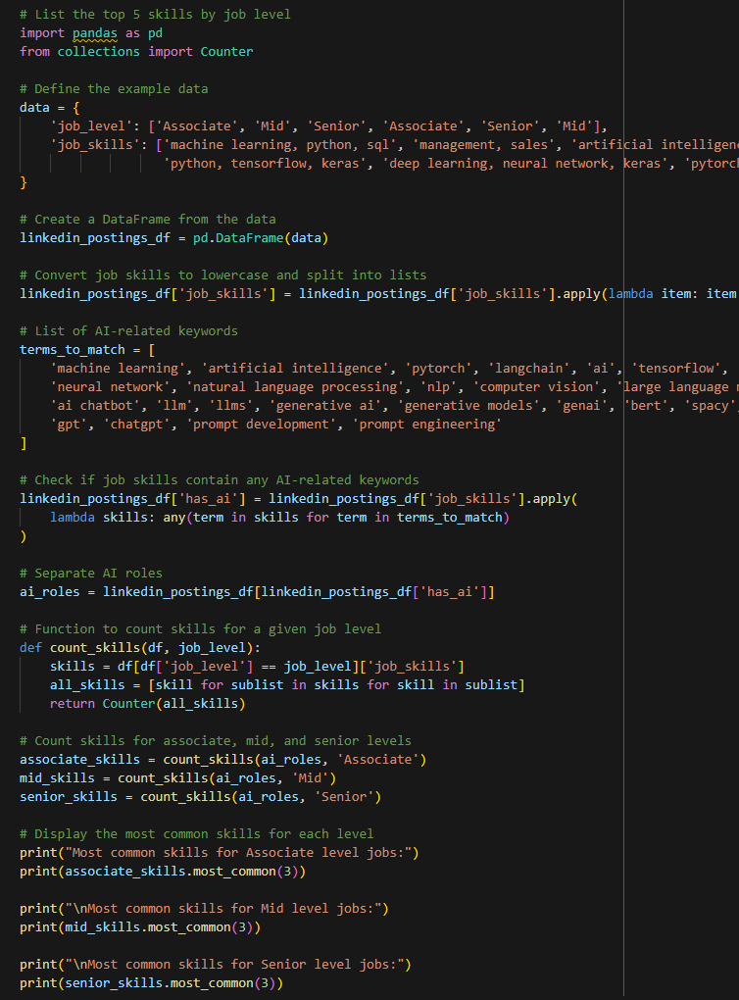 # List the top 5 skills by job level
import pandas as pd
from collections import Counter

# Define the example data
data = {
    'job_level': ['Associate', 'Mid', 'Senior', 'Associate', 'Senior', 'Mid'],
    'job_skills': ['machine learning, python, sql', 'management, sales', 'artificial
                   'python, tensorflow, keras', 'deep learning, neural network, keras',
}

# Create a DataFrame from the data
linkedin_postings_df = pd.DataFrame(data)

# Convert job skills to lowercase and split into lists
linkedin_postings_df['job_skills'] = linkedin_postings_df['job_skills'].apply(lambda item: item

# List of AI-related keywords
terms_to_match = [
    'machine learning', 'artificial intelligence', 'pytorch', 'langchain', 'ai', 'tensorflow',
    'neural network', 'natural language processing', 'nlp', 'computer vision', 'large language
    'ai chatbot', 'llm', 'llms', 'generative ai', 'generative models', 'genai', 'bert', 'spacy',
    'gpt', 'chatgpt', 'prompt development', 'prompt engineering'
]

# Check if job skills contain any AI-related keywords
linkedin_postings_df['has_ai'] = linkedin_postings_df['job_skills'].apply(
    lambda skills: any(term in skills for term in terms_to_match)
)

# Separate AI roles
ai_roles = linkedin_postings_df[linkedin_postings_df['has_ai']]

# Function to count skills for a given job level
def count_skills(df, job_level):
    skills = df[df['job_level'] == job_level]['job_skills']
    all_skills = [skill for sublist in skills for skill in sublist]
    return Counter(all_skills)

# Count skills for associate, mid, and senior levels
associate_skills = count_skills(ai_roles, 'Associate')
mid_skills = count_skills(ai_roles, 'Mid')
senior_skills = count_skills(ai_roles, 'Senior')

# Display the most common skills for each level
print("Most common skills for Associate level jobs:")
print(associate_skills.most_common(3))

print("\nMost common skills for Mid level jobs:")
print(mid_skills.most_common(3))

print("\nMost common skills for Senior level jobs:")
print(senior_skills.most_common(3))